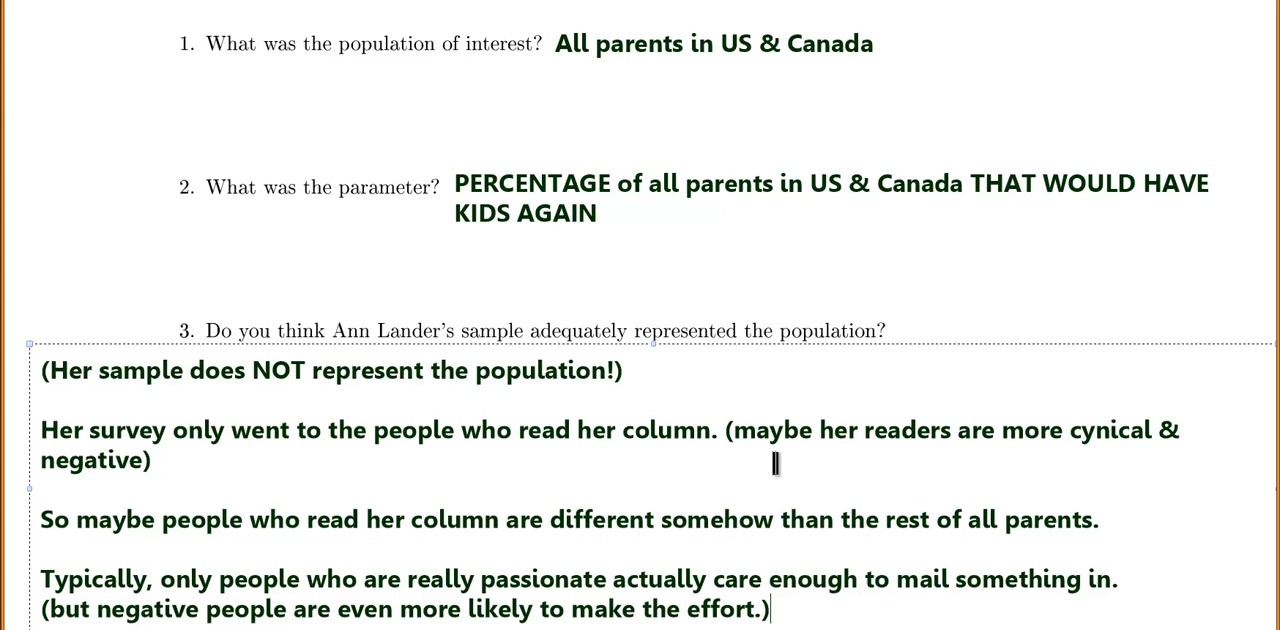 1. What was the population of interest? All parents in US & Canada
2. What was the parameter? PERCENTAGE of all parents in US & Canada THAT WOULD HAVE
KIDS AGAIN
3. Do you think Ann Lander's sample adequately represented the population?
(Her sample does NOT represent the population!)
Her survey only went to the people who read her column. (maybe her readers are more cynical &
negative)
So maybe people who read her column are different somehow than the rest of all parents.
Typically, only people who are really passionate actually care enough to mail something in.
(but negative people are even more likely to make the effort.)